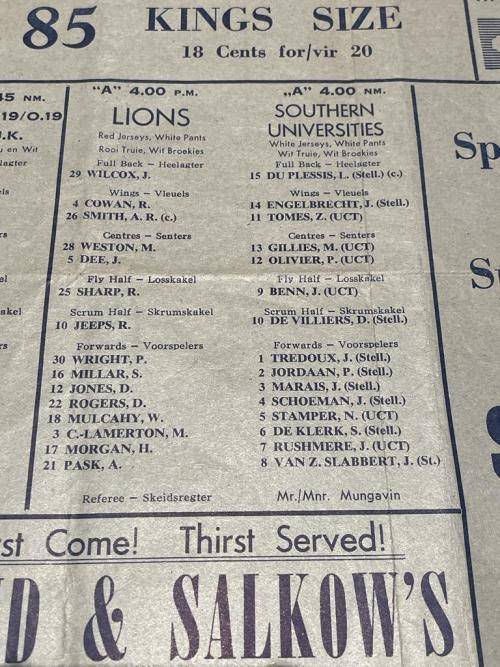 85 KINGS SIZE
18 Cents for/vir 20
45 NM.
19/O.19
J.K.
u en Wit
lagter
els
ers
el
akel
rs
"A" 4.00 P.M.
LIONS
Red Jerseys, White Pants
Rooi Truie, Wit Broekies
Full Back — Heelagter
29 WILCOX, J.
Wings — Vleuels
4 COWAN, R.
26 SMITH, A. R. (c.)
Centres — Senters
28 WESTON, M.
5 DEE, J.
Fly Half — Losskakel
25 SHARP, R.
Scrum Half — Skrumskakel
10 JEEPS, R.
Forwards — Voorspelers
30 WRIGHT, P.
16 MILLAR, S.
12 JONES, D.
22 ROGERS, D.
18 MULCAHY, W.
3 C.-LAMERTON, M.
17 MORGAN, H.
21 PASK, A.
Referee — Skeidsregter
„A" 4.00 NM.
SOUTHERN
UNIVERSITIES
White Jerseys, White Pants
Wit Truie, Wit Broekies
Full Back — Heelagter
15 DU PLESSIS, L. (Stell.) (c.)
Wings — Vleuels
14 ENGELBRECHT, J. (Stell.)
11 TOMES, Z. (UCT)
Centres — Senters
13 GILLIES, M. (UCT)
12 OLIVIER, P. (UCT)
Fly Half — Losskakel
9 BENN, J. (UCT)
Scrum Half — Skrumskakel
10 DE VILLIERS, D. (Stell.)
Forwards — Voorspelers
1 TREDOUX, J. (Stell.)
2 JORDAAN, P. (Stell.)
3 MARAIS, J. (Stell.)
4 SCHOEMAN, J. (Stell.)
5 STAMPER, N. (UCT)
6 DE KLERK, S. (Stell.)
7 RUSHMERE, J. (UCT)
8 VAN Z. SLABBERT, J. (St.)
Mr./Mnr. Mungavin
Sp
st Come! Thirst Served!
D & SALKOW'S